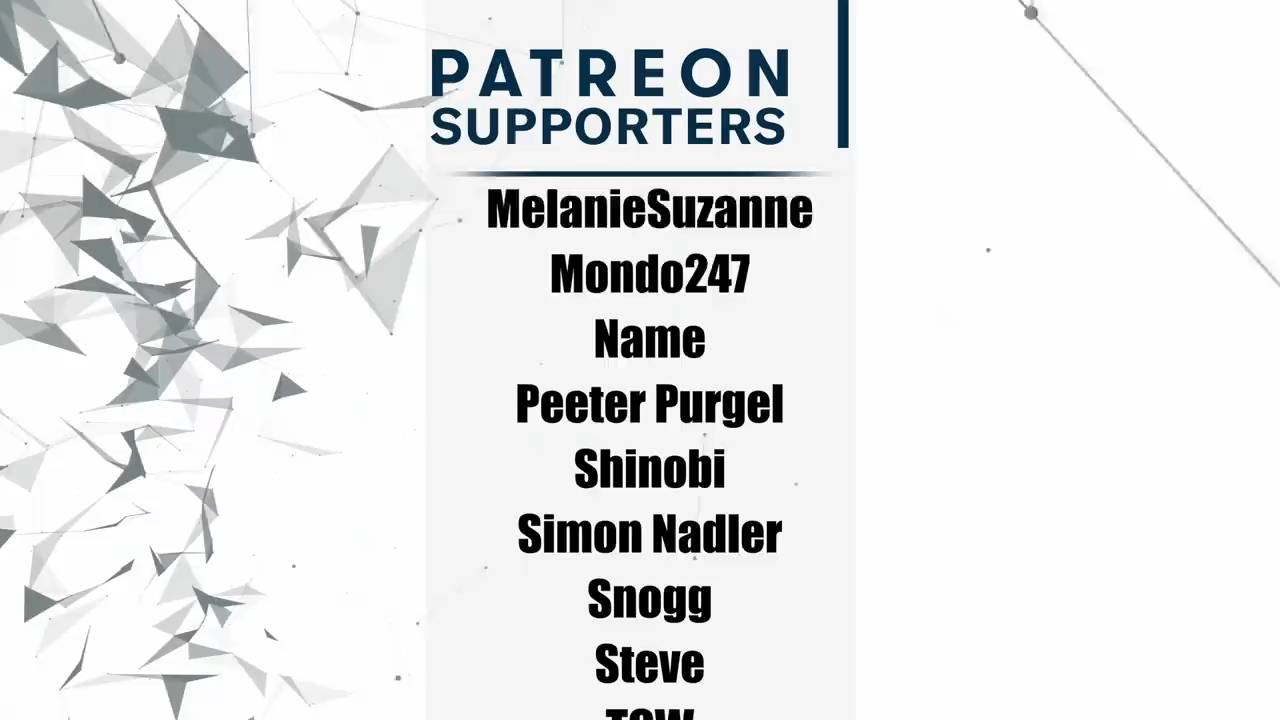 PATREON
SUPPORTERS
MelanieSuzanne
Mondo247
Name
Peeter Purgel
Shinobi
Simon Nadler
Snogg
Steve